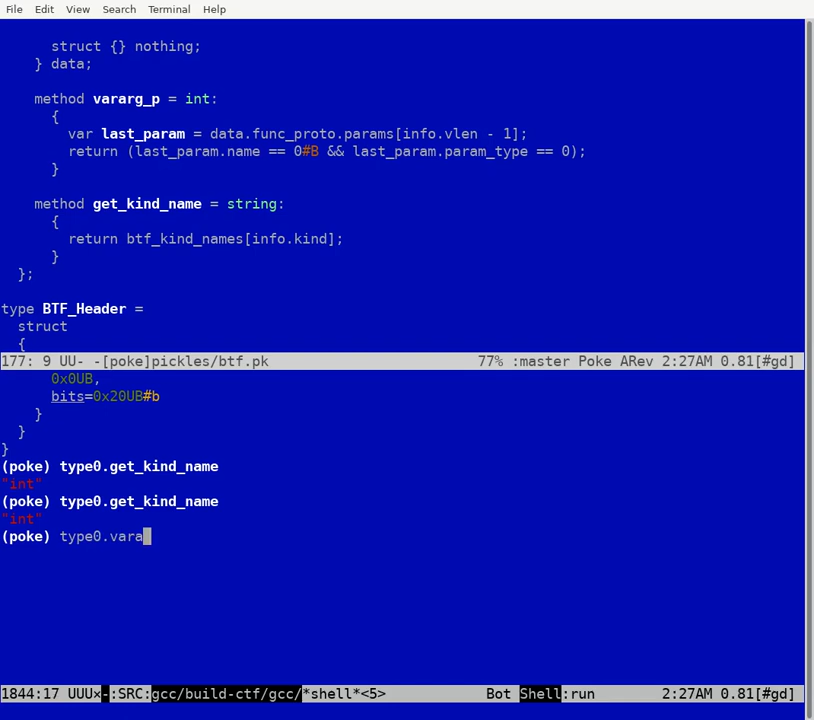 File Edit View Search Terminal Help
struct {} nothing;
} data;
method vararg_p = int:
{
var last_param = data.func_proto.params[info.vlen - 1];
return (last_param.name == 0#B && last_param.param_type == 0);
}
method get_kind_name = string:
{
return btf_kind_names[info.kind];
}
};
type BTF_Header =
struct
{
177: 9 UU- -[poke]pickles/btf.pk 77% :master Poke ARev 2:27AM 0.81[#gd]
0x0UB,
bits=0x20UB#b
}
}
}
(poke) type0.get_kind_name
"int"
(poke) type0.get_kind_name
"int"
(poke) type0.vara
1844:17 UUU×-:SRC:gcc/build-ctf/gcc/*shell*<5> Bot Shell:run 2:27AM 0.81[#gd]